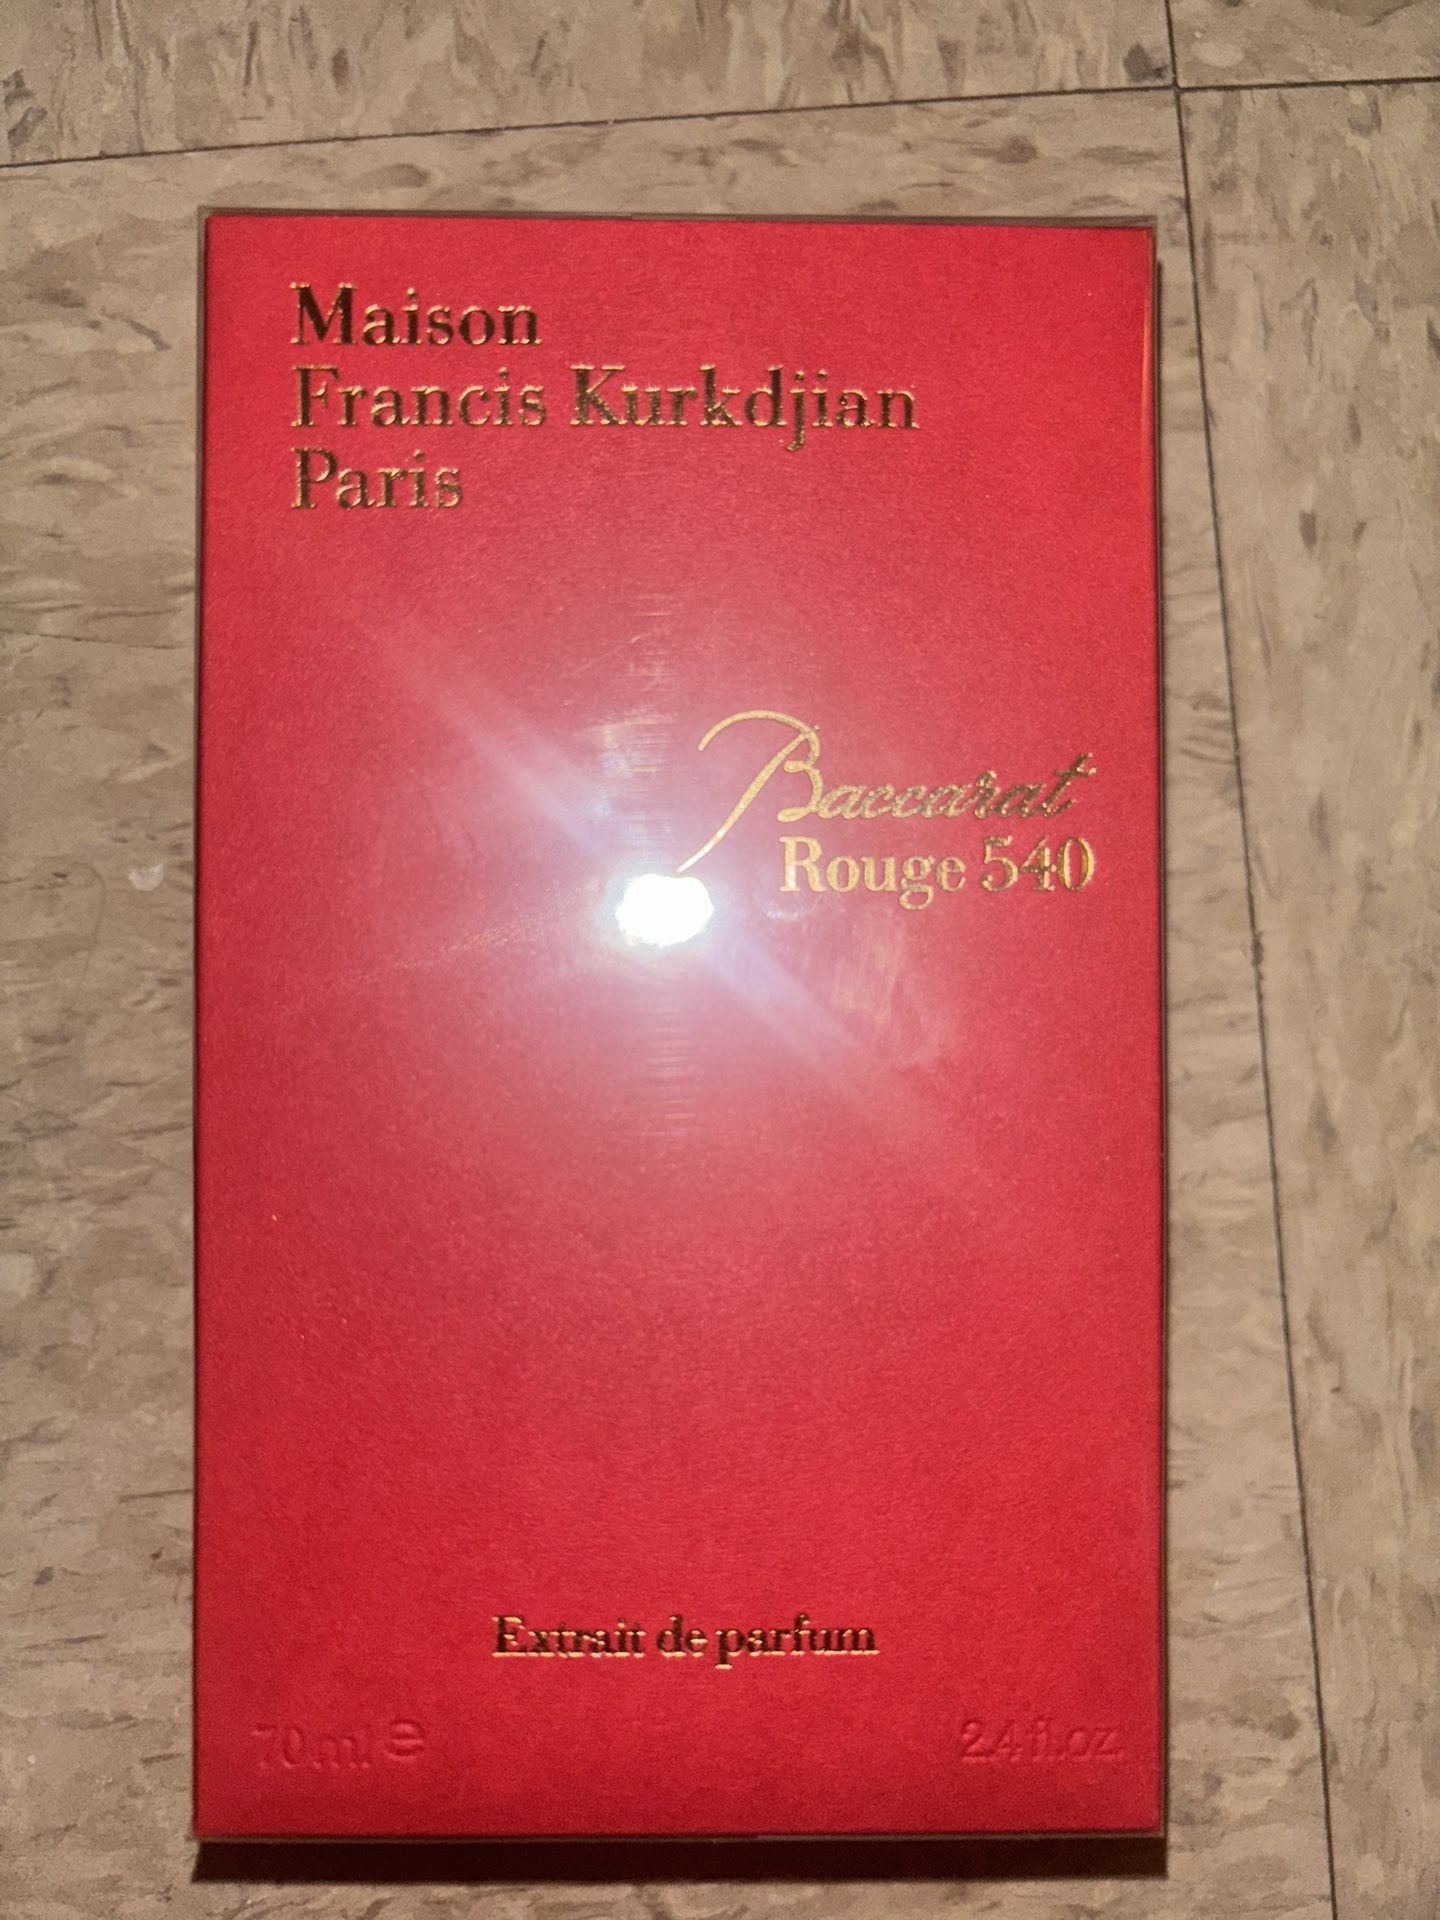 Maison
Francis Kurkdjian
Paris
Baccarat
Rouge 540
Extrait de parfum
70 ml e 2.4 fl.oz.